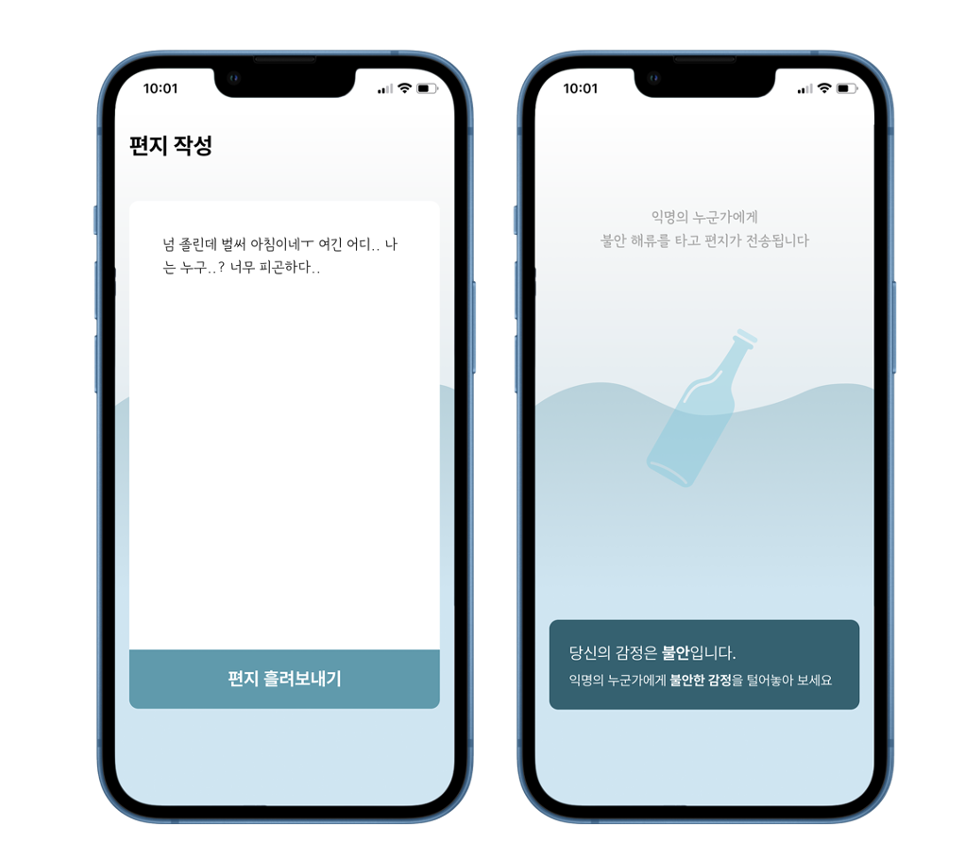 10:01
편지 작성
넘 졸린데 벌써 아침이네ㅜ 여긴 어디.. 나
는 누구..? 너무 피곤하다..
편지 흘려보내기
10:01
익명의 누군가에게
불안 해류를 타고 편지가 전송됩니다
당신의 감정은 불안입니다.
익명의 누군가에게 불안한 감정을 털어놓아 보세요